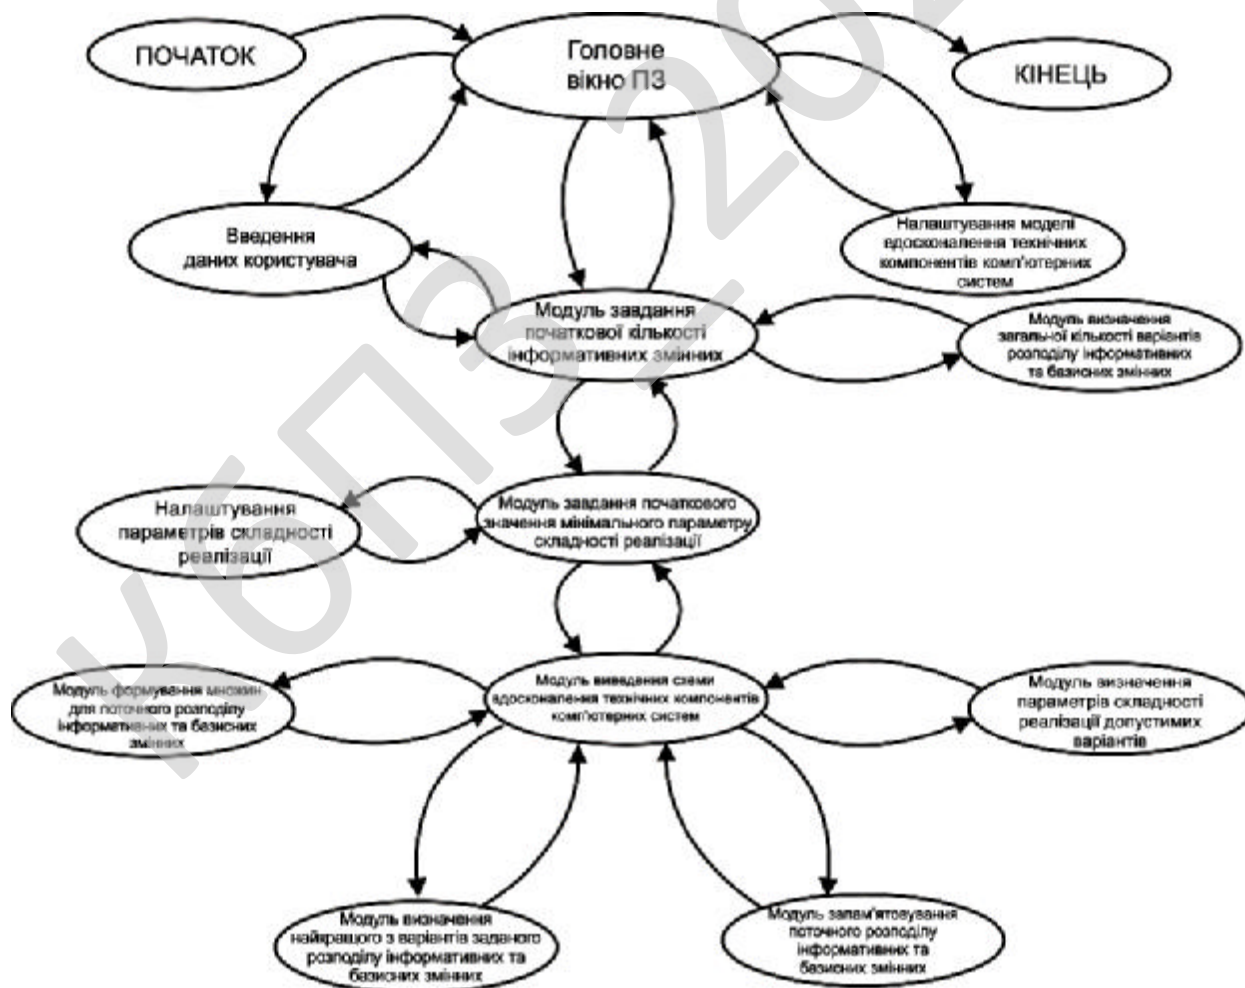 ПОЧАТОК
Головне
вікно ПЗ
КІНЕЦЬ
Введення
даних користувача
Налаштування моделі
вдосконалення технічних
компонентів комп'ютерних
систем
Модуль завдання
початкової кількості
інформативних змінних
Модуль визначення
загальної кількості варіантів
розподілу інформативних
та базисних змінних
Налаштування
параметрів складності
реалізації
Модуль завдання початкового
значення мінімального параметру
складності реалізації
Модуль формування множин
для поточного розподілу
інформативних та базисних
змінних
Модуль виведення схеми
вдосконалення технічних компонентів
комп'ютерних систем
Модуль визначення
параметрів складності
реалізації допустимих
варіантів
Модуль визначення
найкращого з варіантів заданого
розподілу інформативних та
базисних змінних
Модуль запам'ятовування
поточного розподілу
інформативних та
базисних змінних